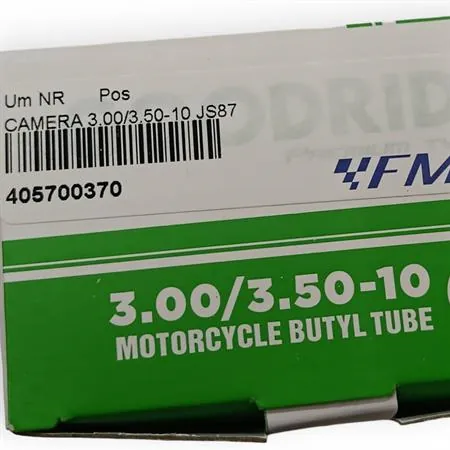 Um NR Pos
CAMERA 3.00/3.50-10 JS87
405700370
FM
3.00/3.50-10
MOTORCYCLE BUTYL TUBE